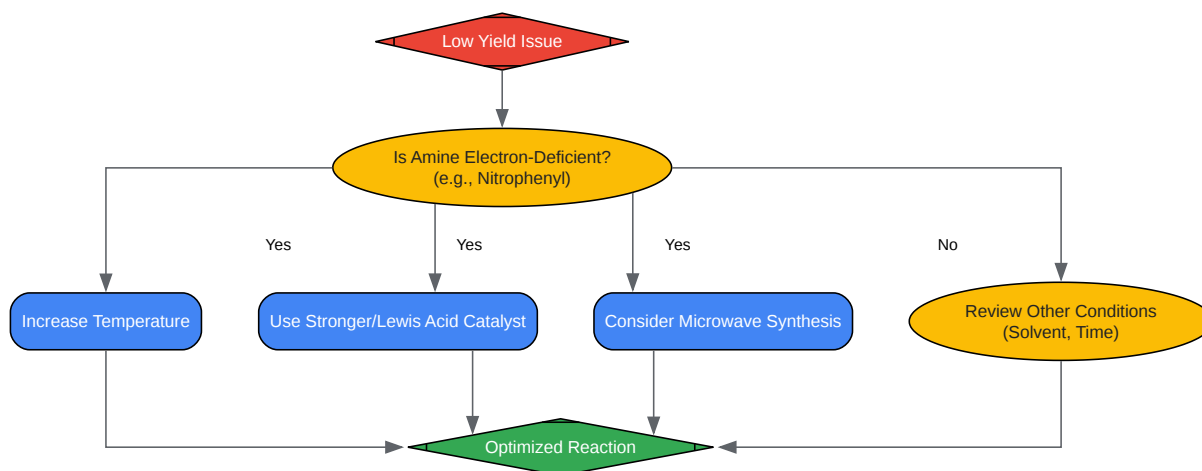 Low Yield Issue
Is Amine Electron-Deficient?
(e.g., Nitrophenyl)
Yes
Yes
Yes
No
Increase Temperature
Use Stronger/Lewis Acid Catalyst
Consider Microwave Synthesis
Review Other Conditions
(Solvent, Time)
Optimized Reaction